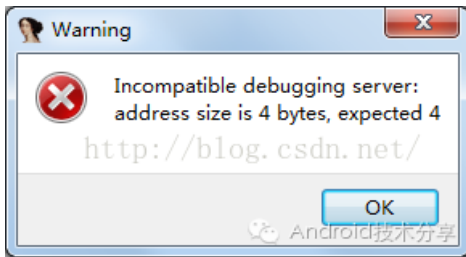 Warning
Incompatible debugging server:
address size is 4 bytes, expected 4
http://blog.csdn.net/
OK
Android技术分享